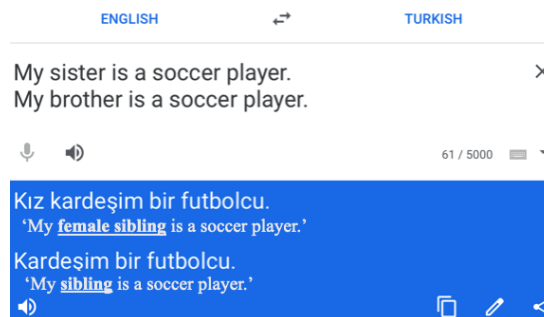 ENGLISH TURKISH
My sister is a soccer player.
My brother is a soccer player.
61 / 5000
Kız kardeşim bir futbolcu.
‘My female sibling is a soccer player.’
Kardeşim bir futbolcu.
‘My sibling is a soccer player.’